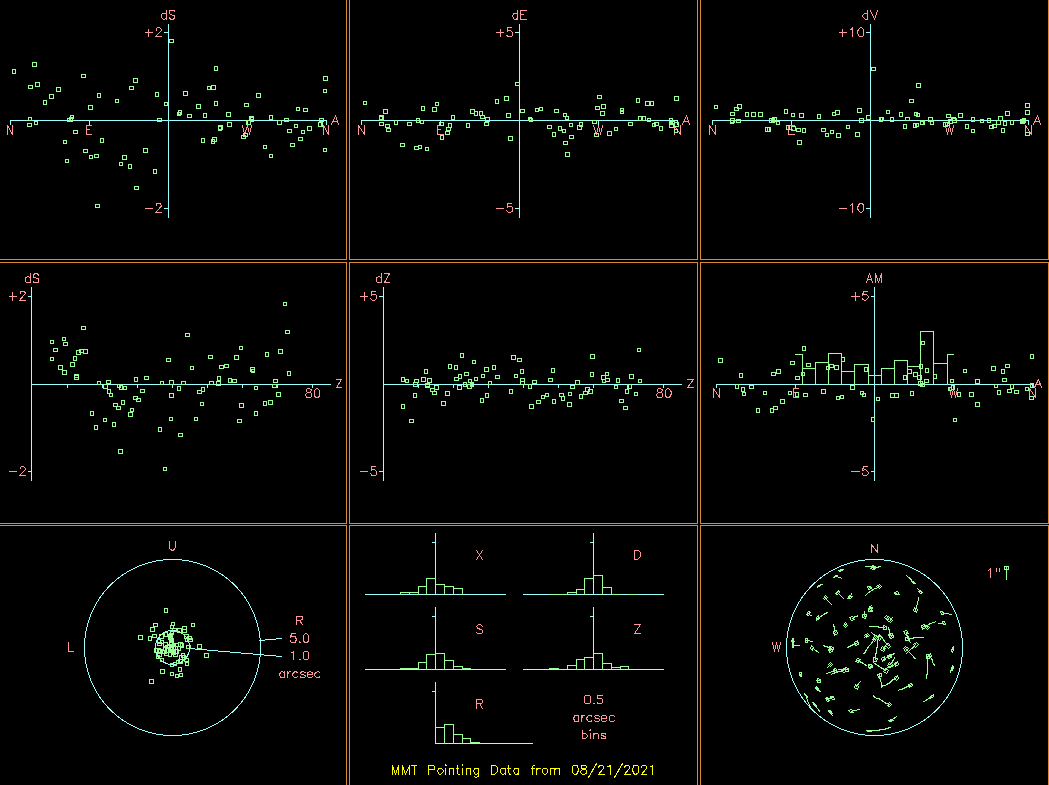 dS
+2
N
E
W
N
A
-2
dE
+5
N
E
W
N
A
-5
dV
+10
N
E
W
N
A
-10
dS
+2
Z
80
-2
dZ
+5
Z
80
-5
AM
+5
N
E
W
N
A
-5
U
L
R
5.0
1.0
arcsec
X
D
S
Z
R
0.5
arcsec
bins
MMT Pointing Data from 08/21/2021
N
W
1"